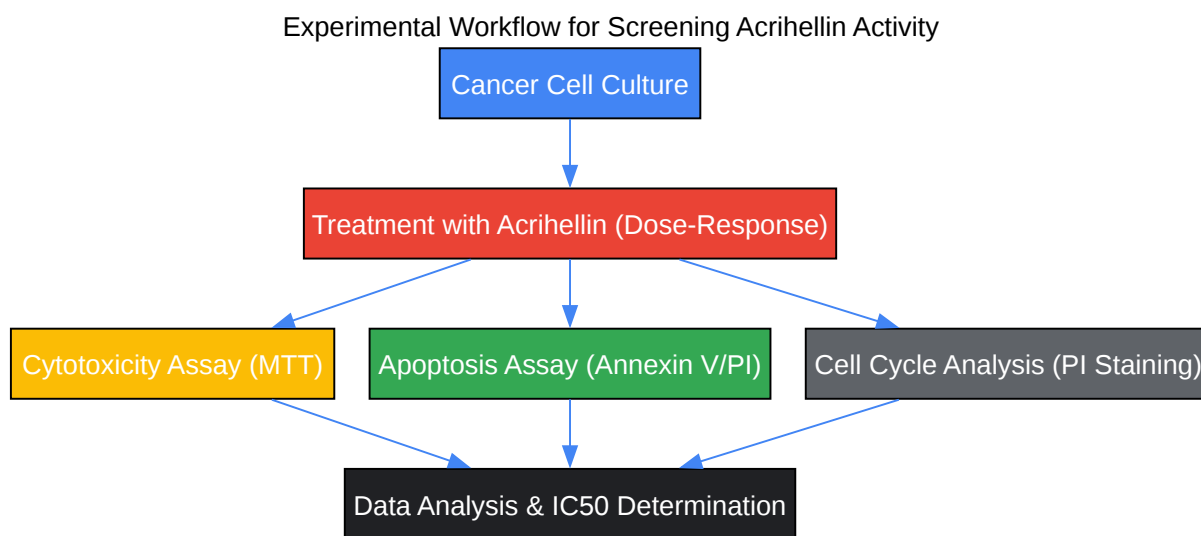 Experimental Workflow for Screening Acrihellin Activity
Cancer Cell Culture
Treatment with Acrihellin (Dose-Response)
Cytotoxicity Assay (MTT)
Apoptosis Assay (Annexin V/PI)
Cell Cycle Analysis (PI Staining)
Data Analysis & IC50 Determination